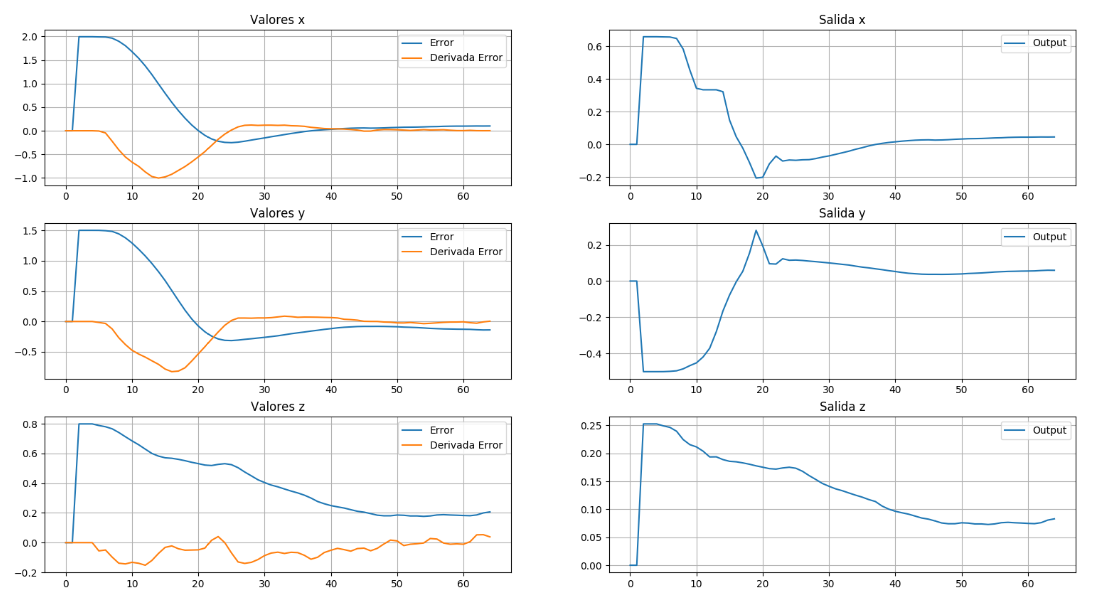 Valores x
2.0
1.5
1.0
0.5
0.0
−0.5
−1.0
0 10 20 30 40 50 60
Error
Derivada Error
Salida x
0.6
0.4
0.2
0.0
−0.2
0 10 20 30 40 50 60
Output
Valores y
1.5
1.0
0.5
0.0
−0.5
0 10 20 30 40 50 60
Error
Derivada Error
Salida y
0.2
0.0
−0.2
−0.4
0 10 20 30 40 50 60
Output
Valores z
0.8
0.6
0.4
0.2
0.0
−0.2
0 10 20 30 40 50 60
Error
Derivada Error
Salida z
0.25
0.20
0.15
0.10
0.05
0.00
0 10 20 30 40 50 60
Output